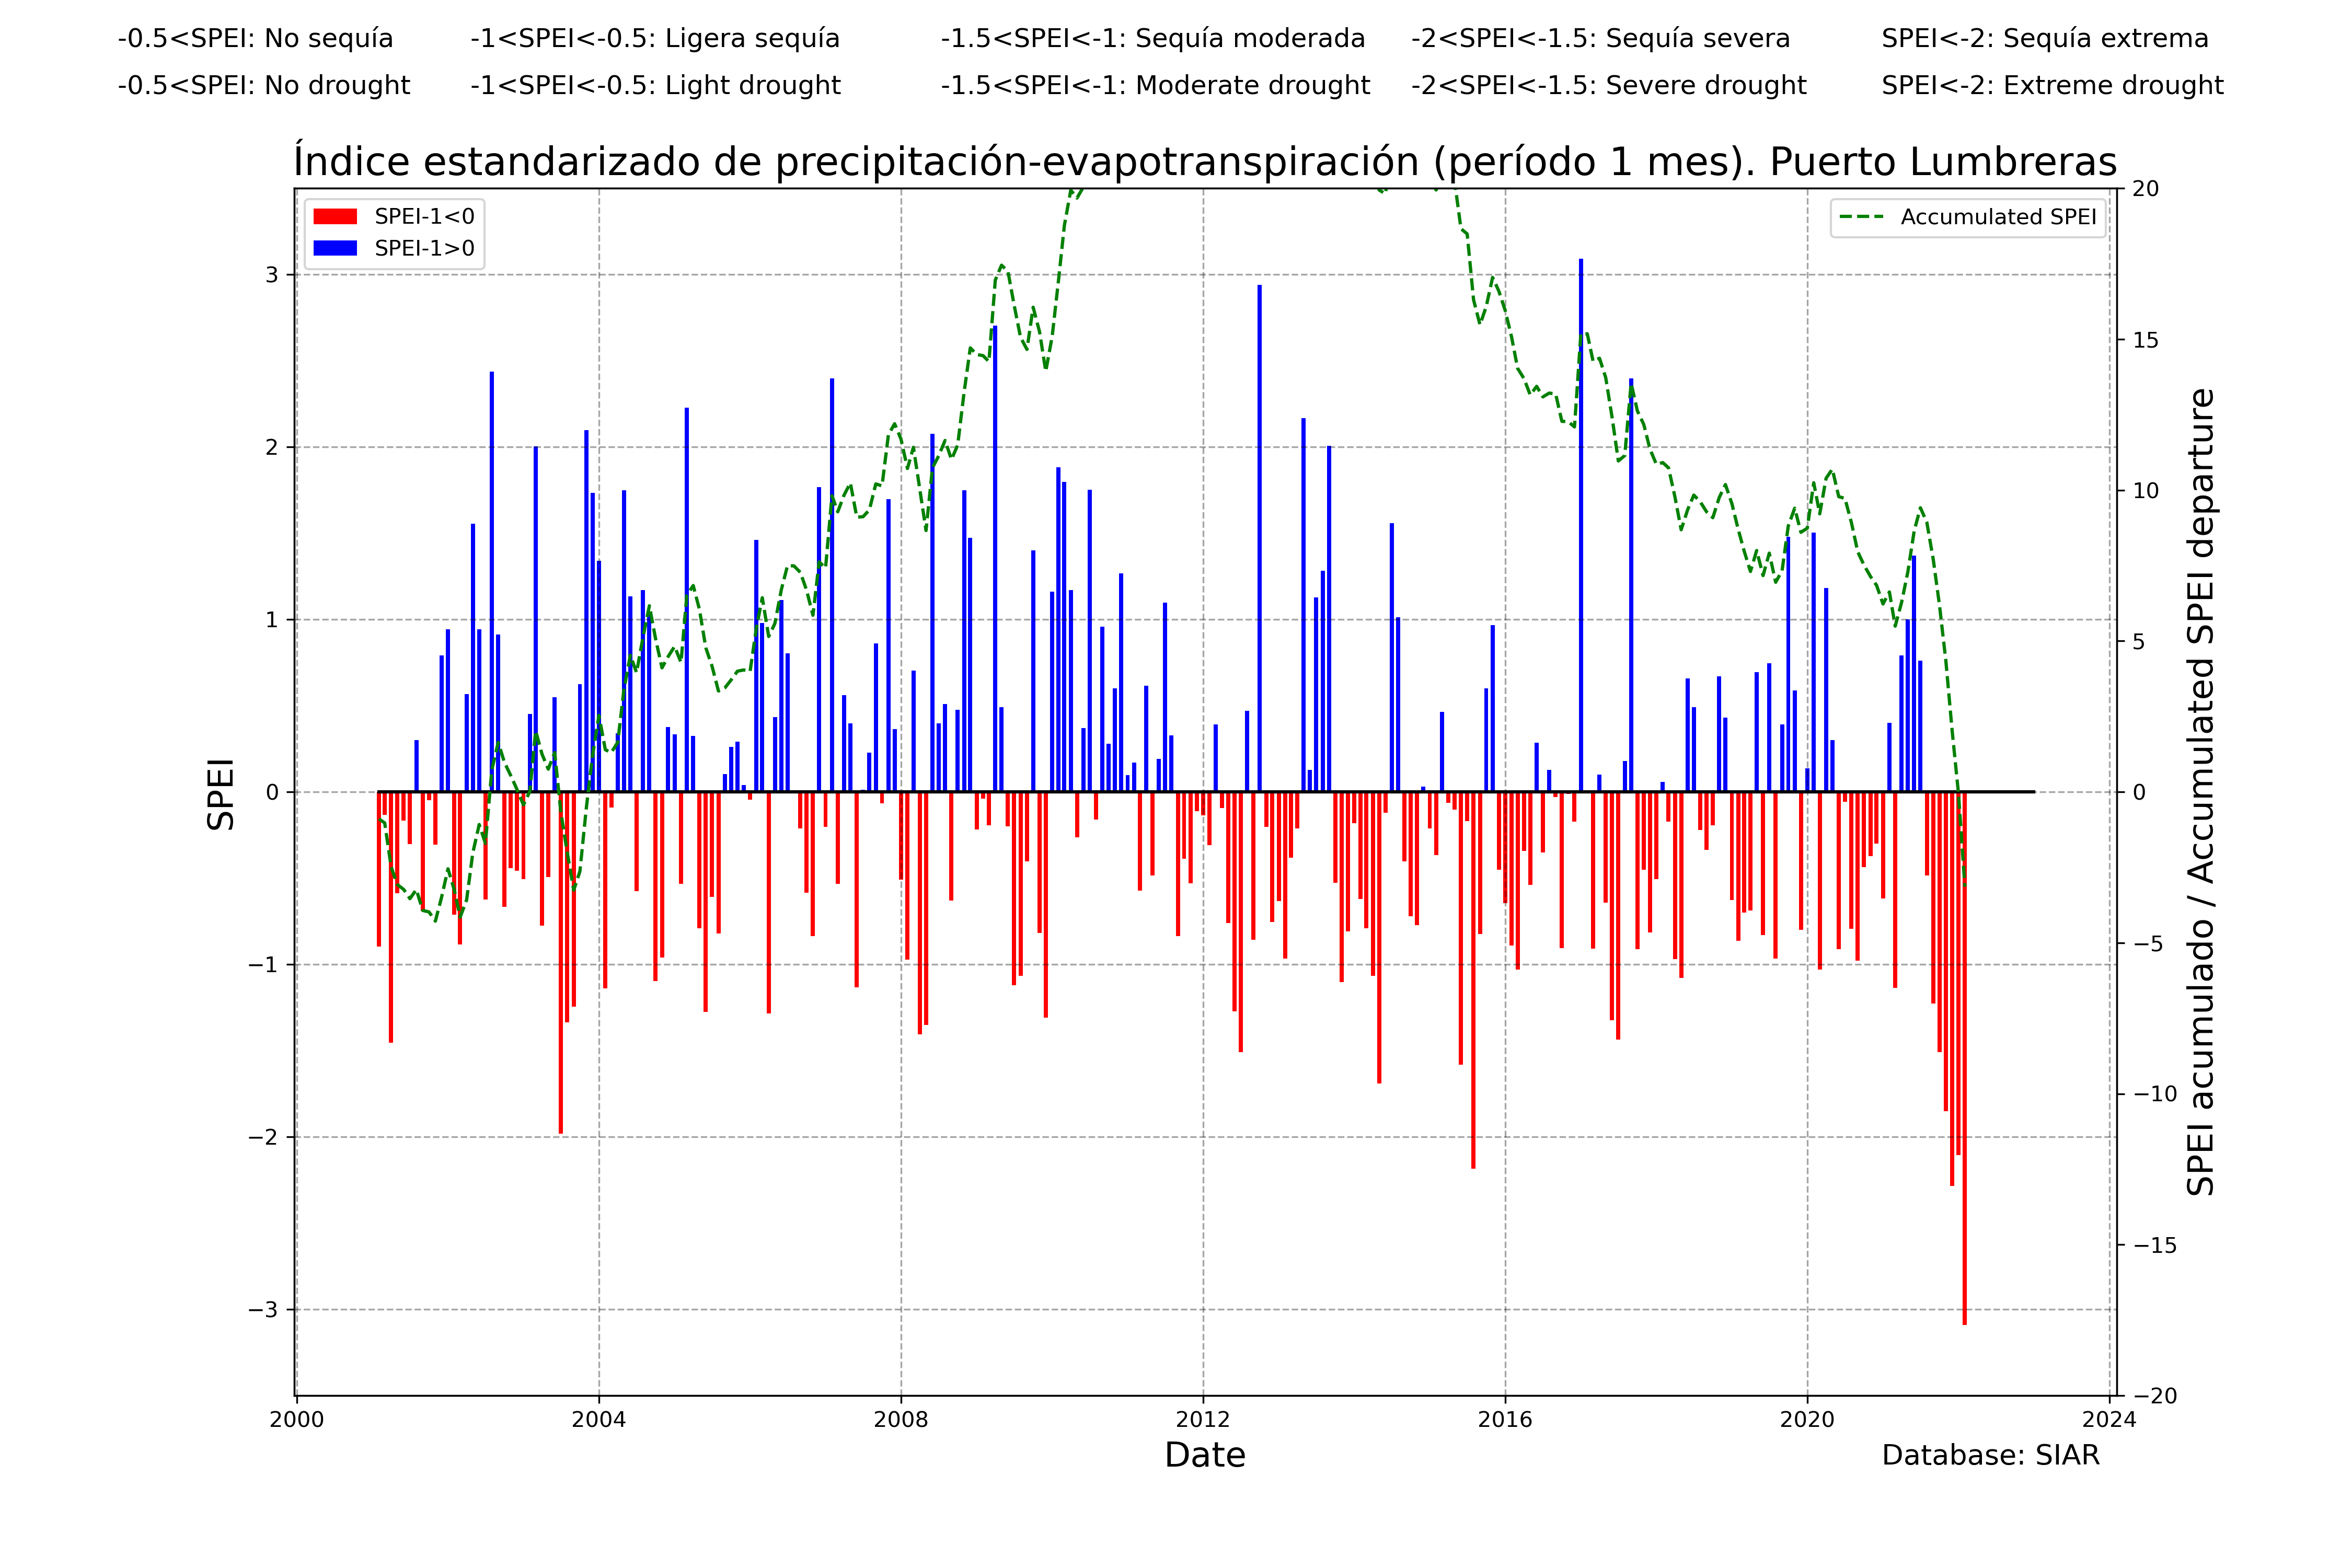 -0.5<SPEI: No sequía -1<SPEI<-0.5: Ligera sequía -1.5<SPEI<-1: Sequía moderada -2<SPEI<-1.5: Sequía severa SPEI<-2: Sequía extrema
-0.5<SPEI: No drought -1<SPEI<-0.5: Light drought -1.5<SPEI<-1: Moderate drought -2<SPEI<-1.5: Severe drought SPEI<-2: Extreme drought
Índice estandarizado de precipitación-evapotranspiración (período 1 mes). Puerto Lumbreras
SPEI-1<0
SPEI-1>0
Accumulated SPEI
SPEI
3
2
1
0
−1
−2
−3
20
15
10
5
0
−5
−10
−15
−20
SPEI acumulado / Accumulated SPEI departure
2000 2004 2008 2012 2016 2020 2024
Date
Database: SIAR